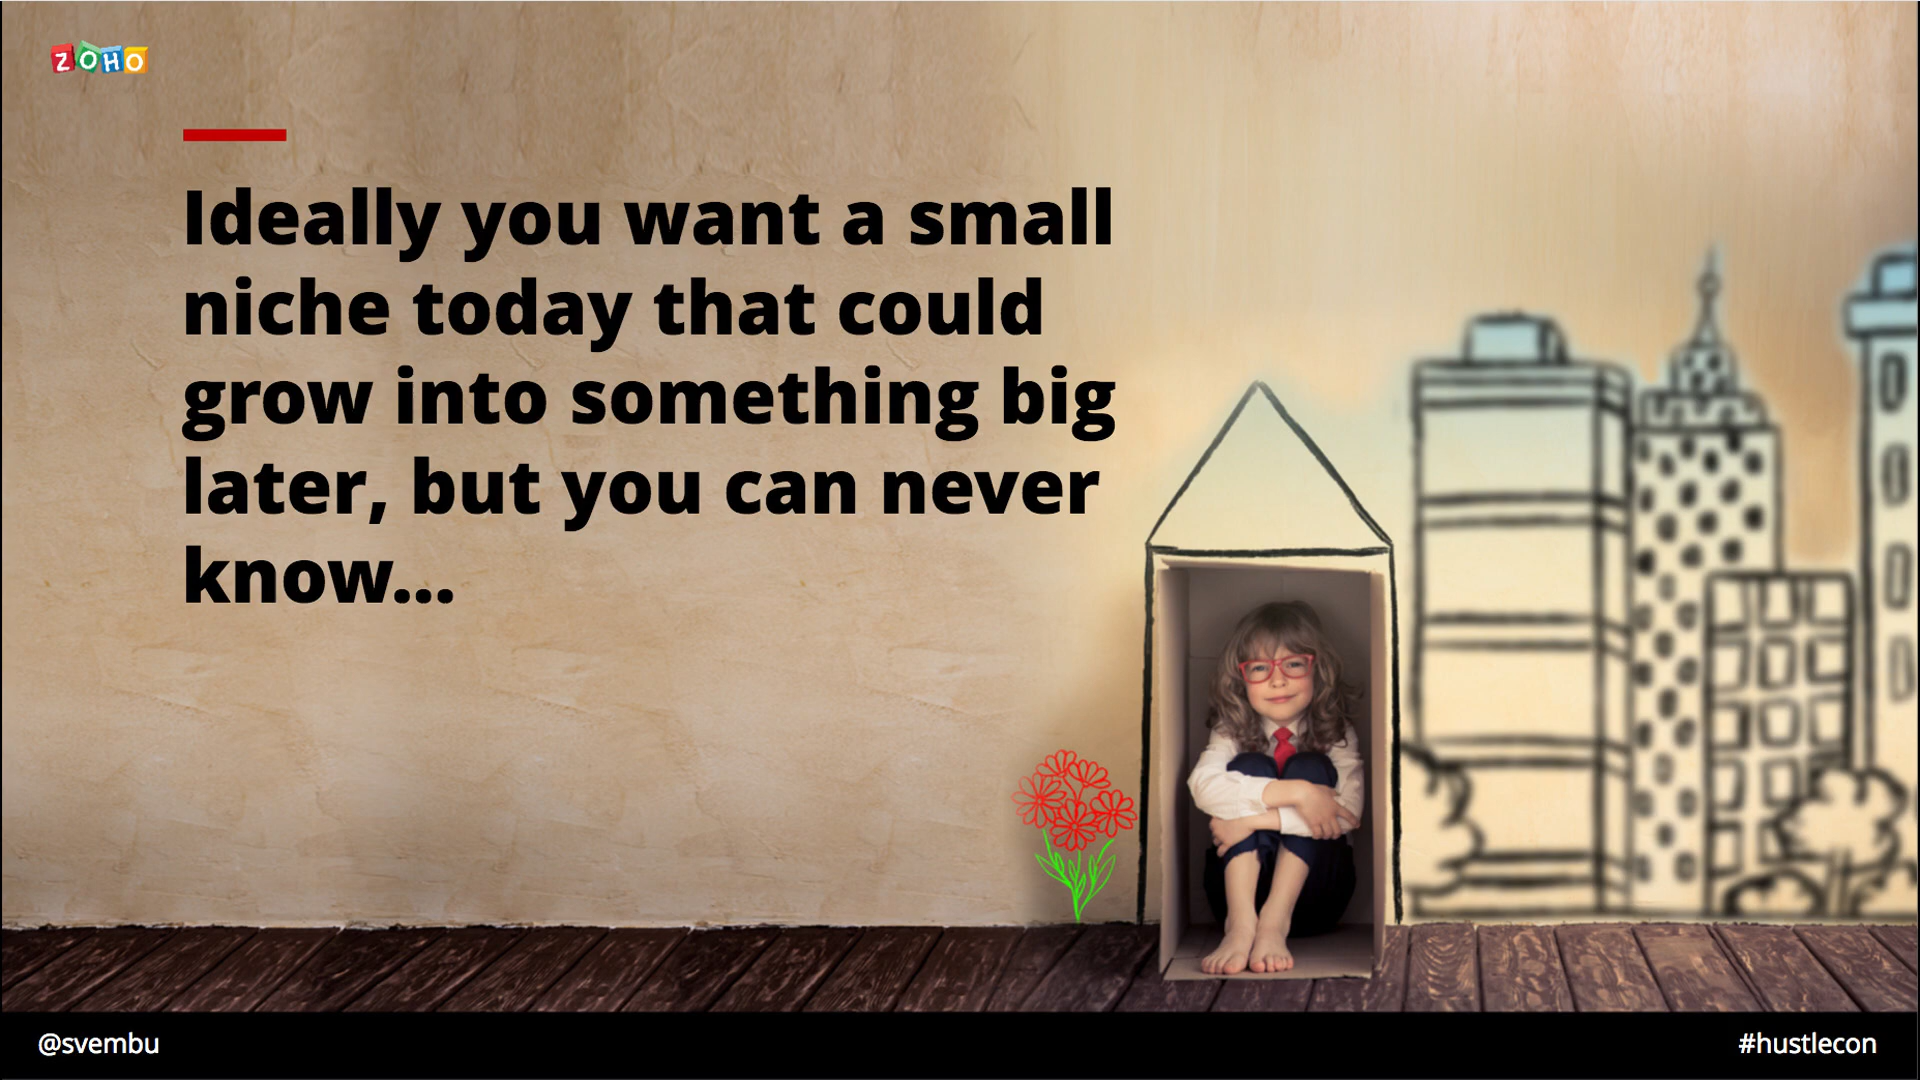 ZOHO
Ideally you want a small
niche today that could
grow into something big
later, but you can never
know...
@svembu
#hustlecon